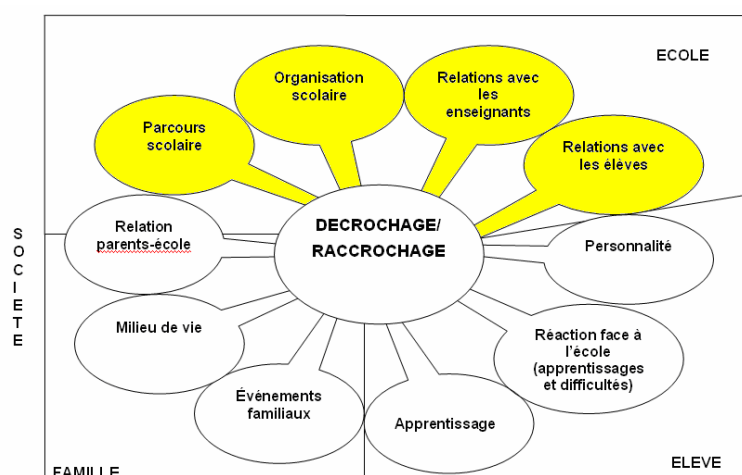 ECOLE
Organisation
scolaire
Relations avec
les
enseignants
Parcours
scolaire
Relations avec
les élèves
DECROCHAGE/
RACCROCHAGE
Relation
parents-école
Personnalité
S
O
C
I
E
T
E
Milieu de vie
Réaction face à
l'école
(apprentissages
et difficultés)
Événements
familiaux
Apprentissage
FAMILLE
ELEVE